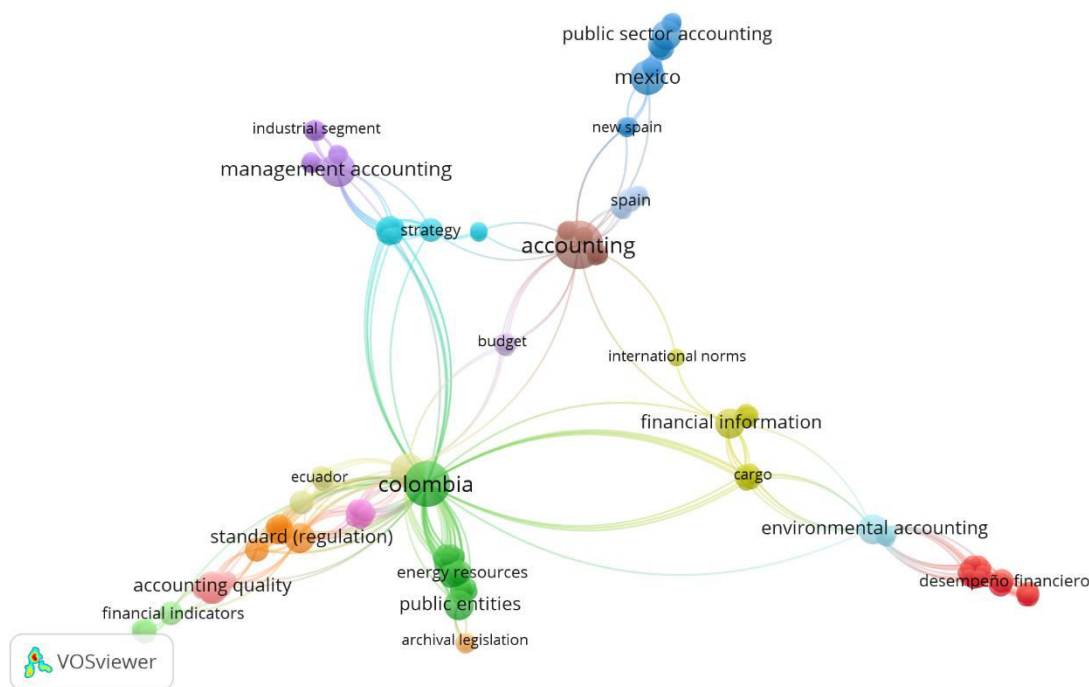 public sector accounting
mexico
industrial segment
new spain
management accounting
spain
strategy
accounting
budget
international norms
financial information
ecuador
colombia
cargo
standard (regulation)
environmental accounting
energy resources
accounting quality
desempeño financiero
public entities
financial indicators
archival legislation
VOSviewer